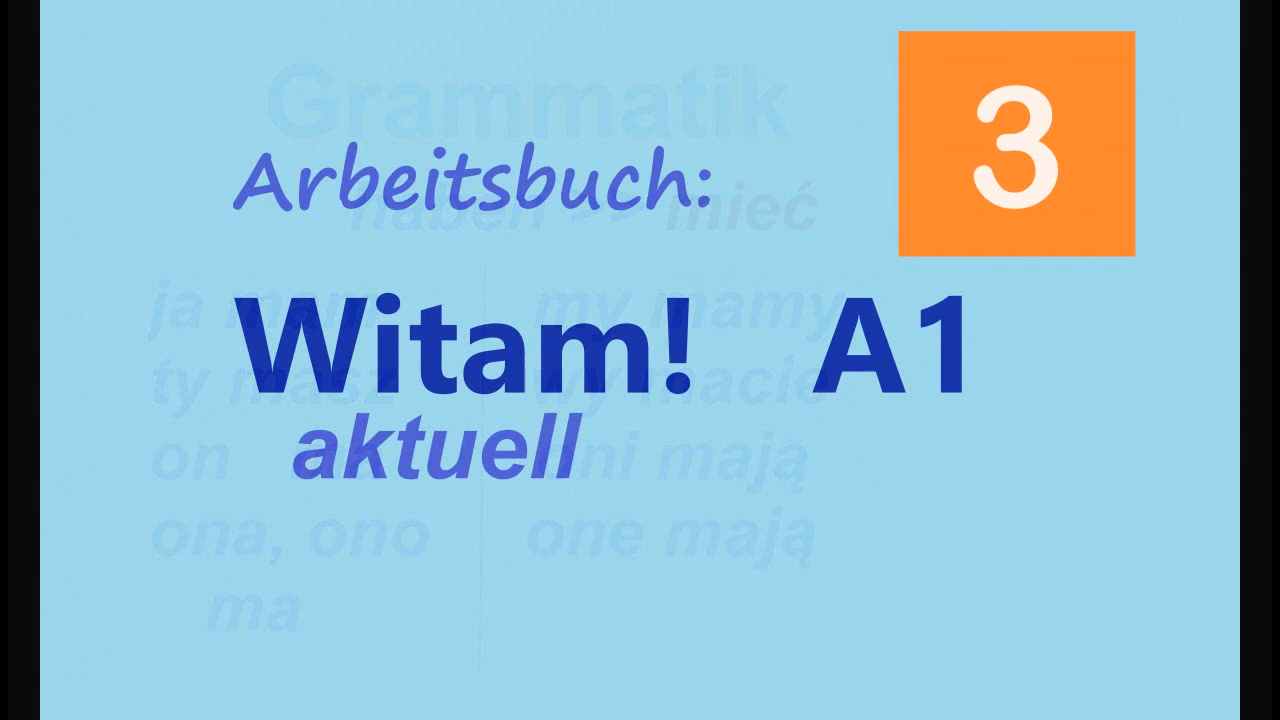 Grammatik
3
Arbeitsbuch:
haben >> mieć
ja mam my mamy
Witam! A1
ty masz wy macie
aktuell
on oni mają
ona, ono one mają
ma